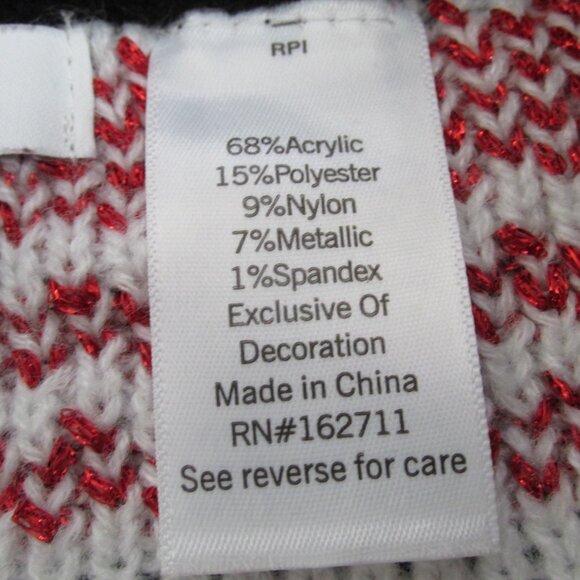 RPI
68%Acrylic
15%Polyester
9%Nylon
7%Metallic
1%Spandex
Exclusive Of
Decoration
Made in China
RN#162711
See reverse for care